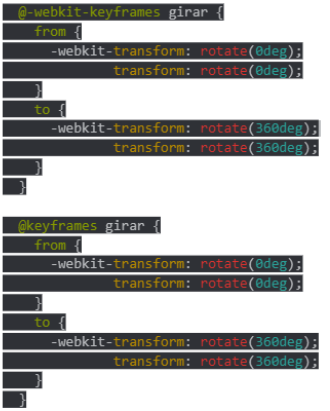 @-webkit-keyframes girar {
from {
-webkit-transform: rotate(0deg);
transform: rotate(0deg);
}
to {
-webkit-transform: rotate(360deg);
transform: rotate(360deg);
}
}
@keyframes girar {
from {
-webkit-transform: rotate(0deg);
transform: rotate(0deg);
}
to {
-webkit-transform: rotate(360deg);
transform: rotate(360deg);
}
}